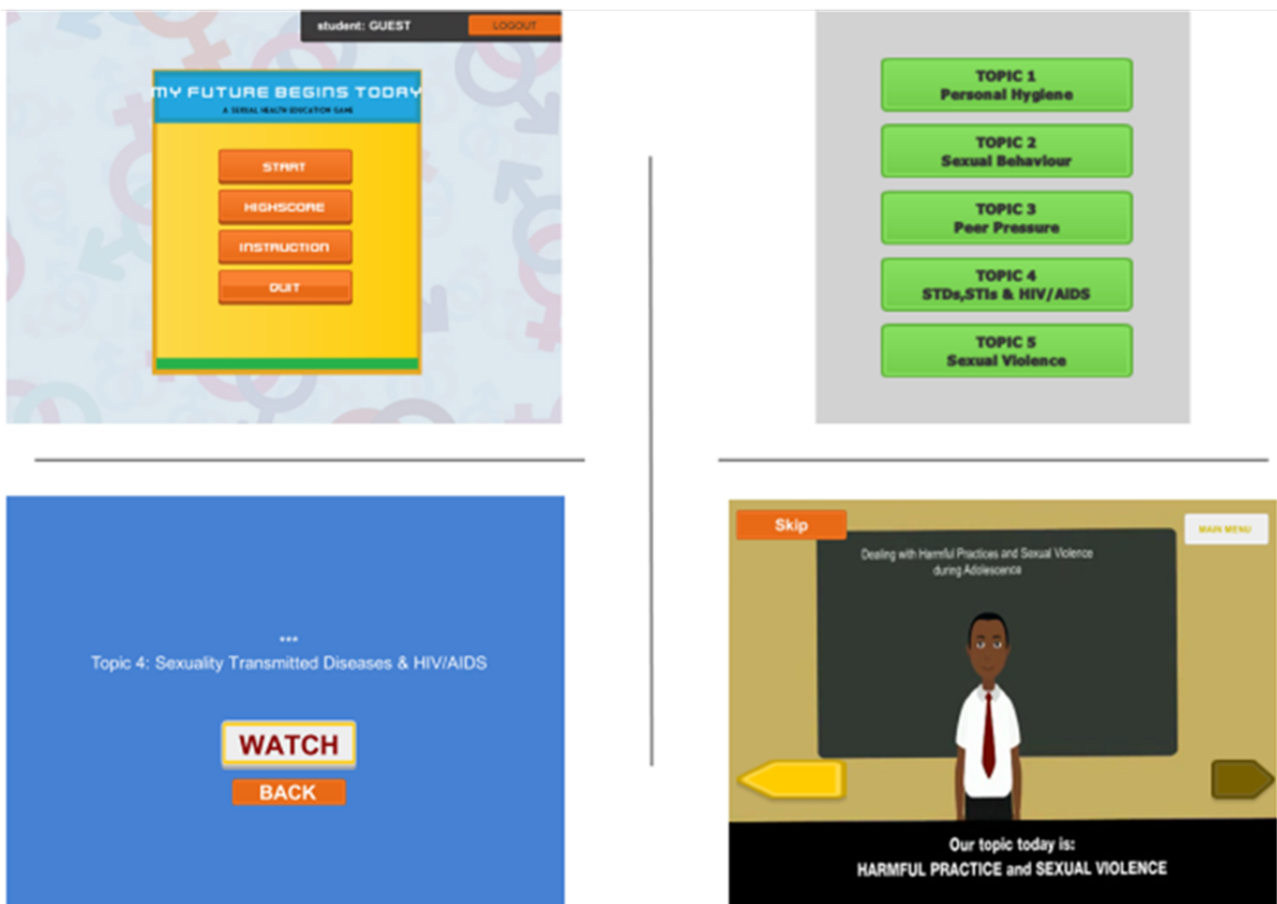 student: GUEST
LOGOUT
MY FUTURE BEGINS TODAY
A SEXUAL HEALTH EDUCATION GAME
START
HIGHSCORE
INSTRUCTION
QUIT
TOPIC 1
Personal Hygiene
TOPIC 2
Sexual Behaviour
TOPIC 3
Peer Pressure
TOPIC 4
STDs,STIs & HIV/AIDS
TOPIC 5
Sexual Violence
***
Topic 4: Sexuality Transmitted Diseases & HIV/AIDS
WATCH
BACK
Skip
MAIN MENU
Dealing with Harmful Practices and Sexual Violence
during Adolescence
Our topic today is:
HARMFUL PRACTICE and SEXUAL VIOLENCE